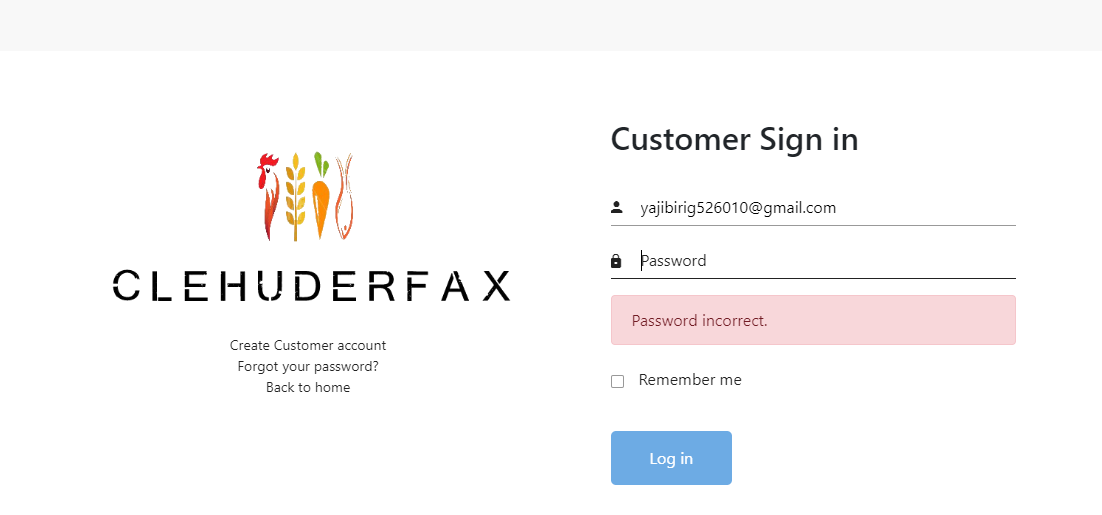 CLEHUDERFAX
Create Customer account
Forgot your password?
Back to home
Customer Sign in
yajibirig526010@gmail.com
Password
Password incorrect.
Remember me
Log in